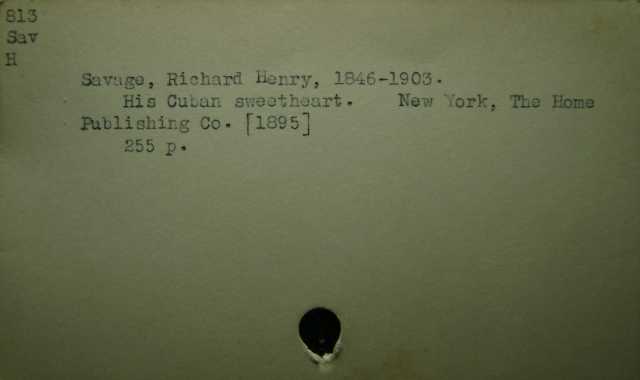 813
Sav
H
Savage, Richard Henry, 1846-1903.
His Cuban sweetheart. New York, The Home
Publishing Co. [1895]
255 p.